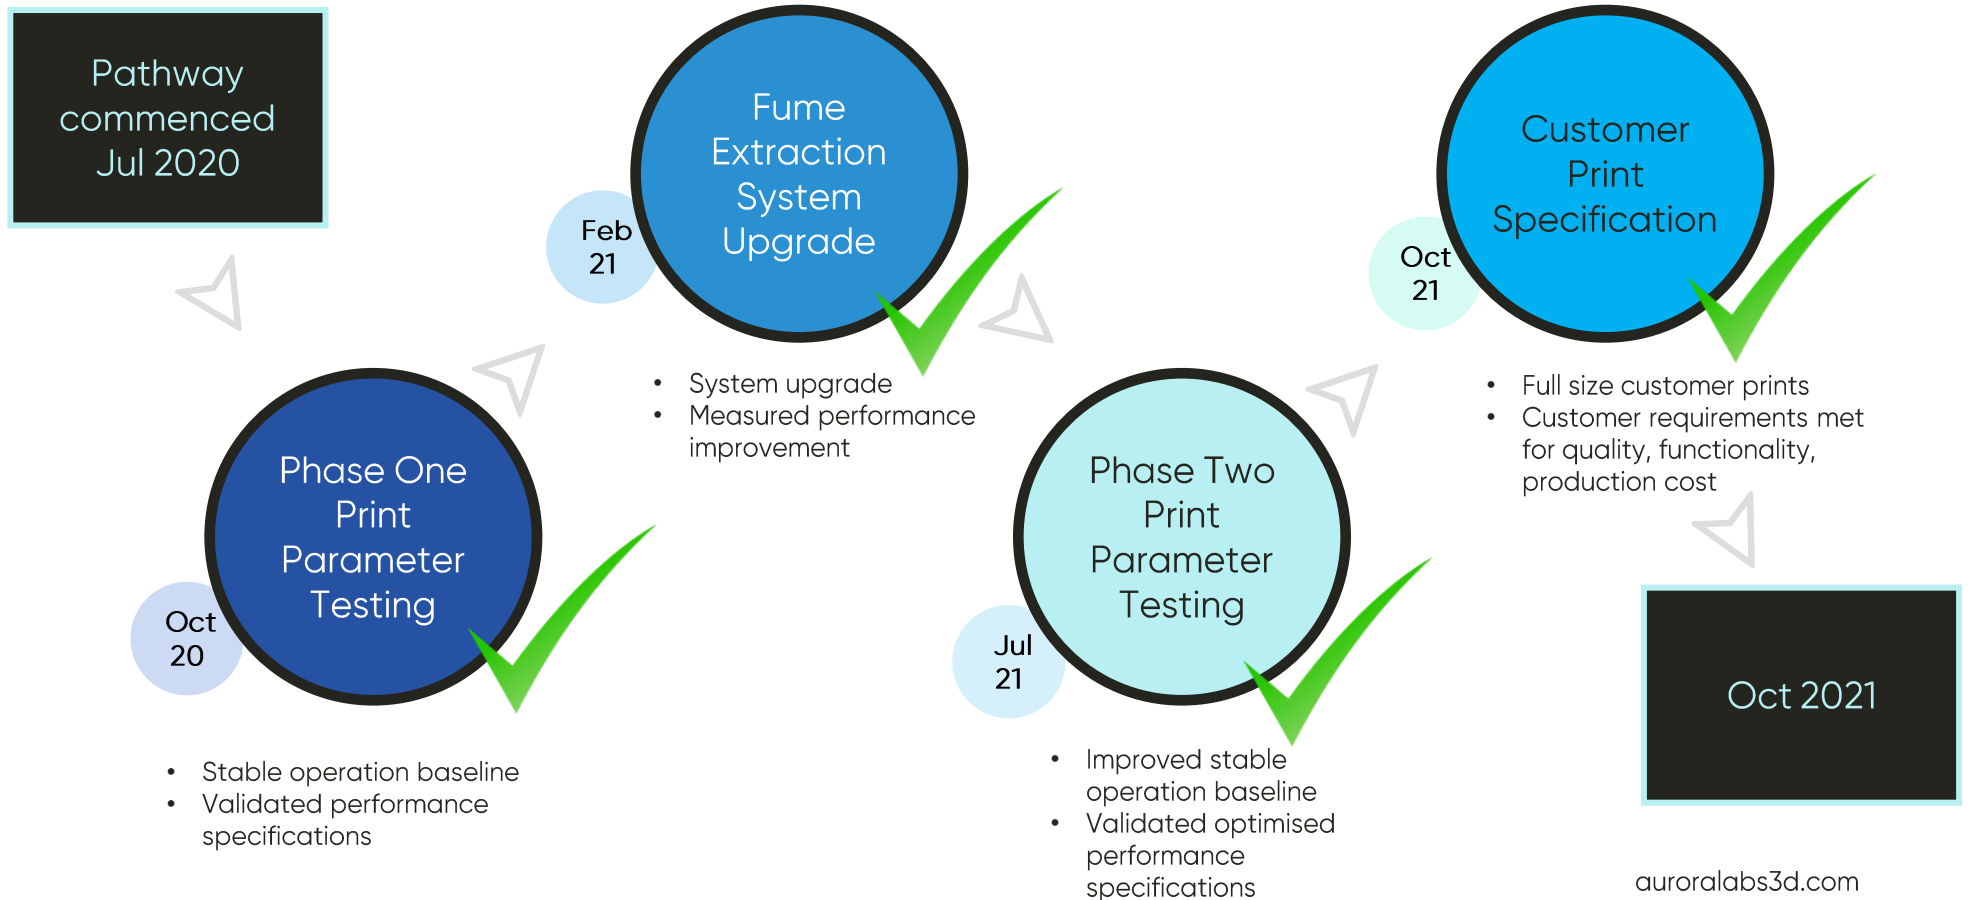 Pathway
commenced
Jul 2020
Phase One
Print
Parameter
Testing
Oct
20
• Stable operation baseline
• Validated performance
specifications
Fume
Extraction
System
Upgrade
Feb
21
• System upgrade
• Measured performance
improvement
Phase Two
Print
Parameter
Testing
Jul
21
• Improved stable
operation baseline
• Validated optimised
performance
specifications
Customer
Print
Specification
Oct
21
• Full size customer prints
• Customer requirements met
for quality, functionality,
production cost
Oct 2021
auroralabs3d.com